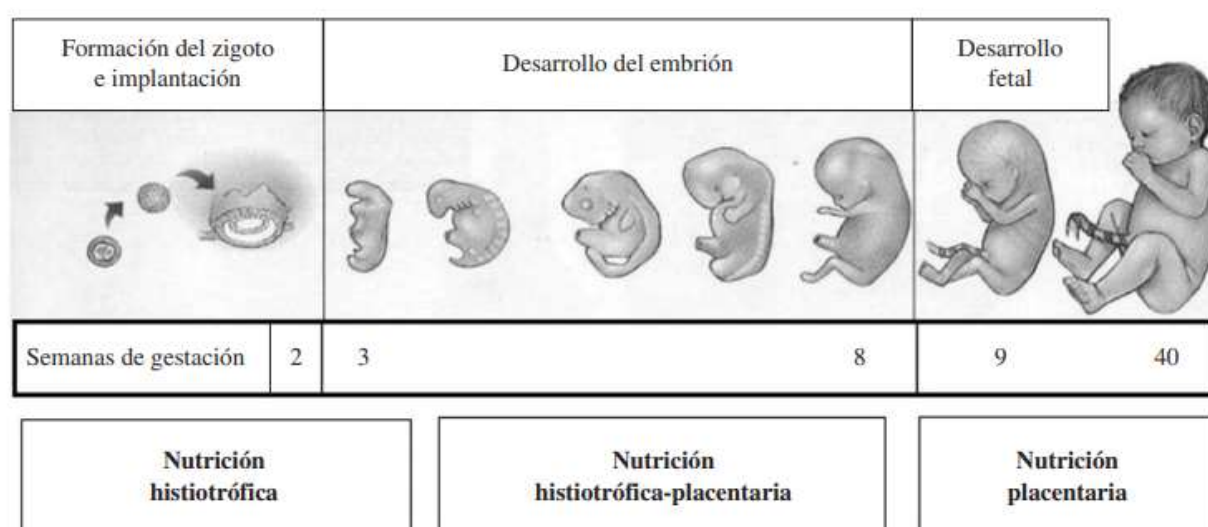 Formación del zigoto
e implantación
Desarrollo del embrión
Desarrollo
fetal
Semanas de gestación
2
3
8
9
40
Nutrición
histiotrófica
Nutrición
histiotrófica-placentaria
Nutrición
placentaria